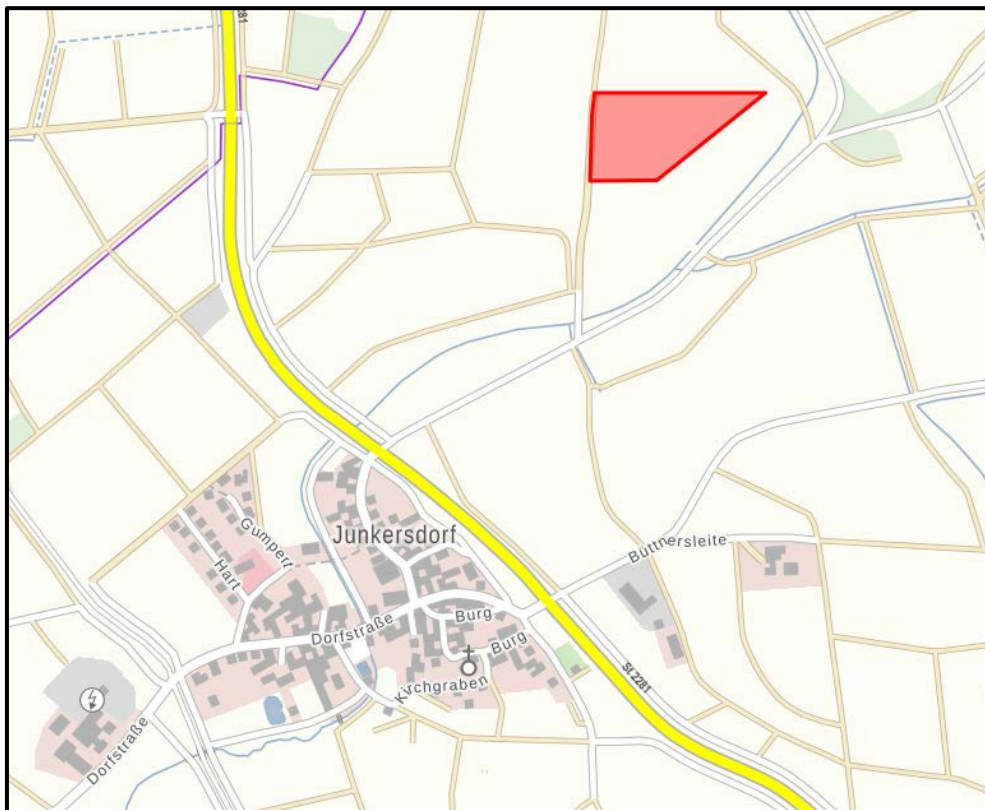 281
Gumpert
Hart
Junkersdorf
Büttnersleite
Dorfstraße
Burg
Burg
Kirchgraben
St 2281
Dorfstraße